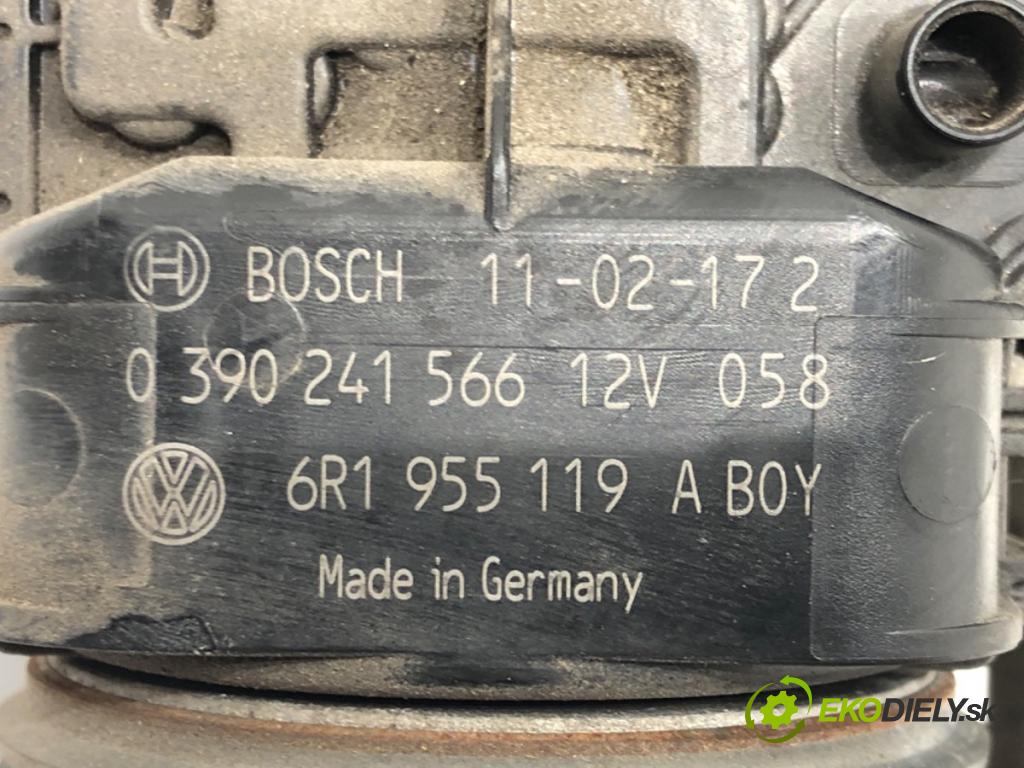 BOSCH 11-02-17 2
0 390 241 566 12V 058
VW 6R1 955 119 A BOY
Made in Germany
EKODIELY.sk